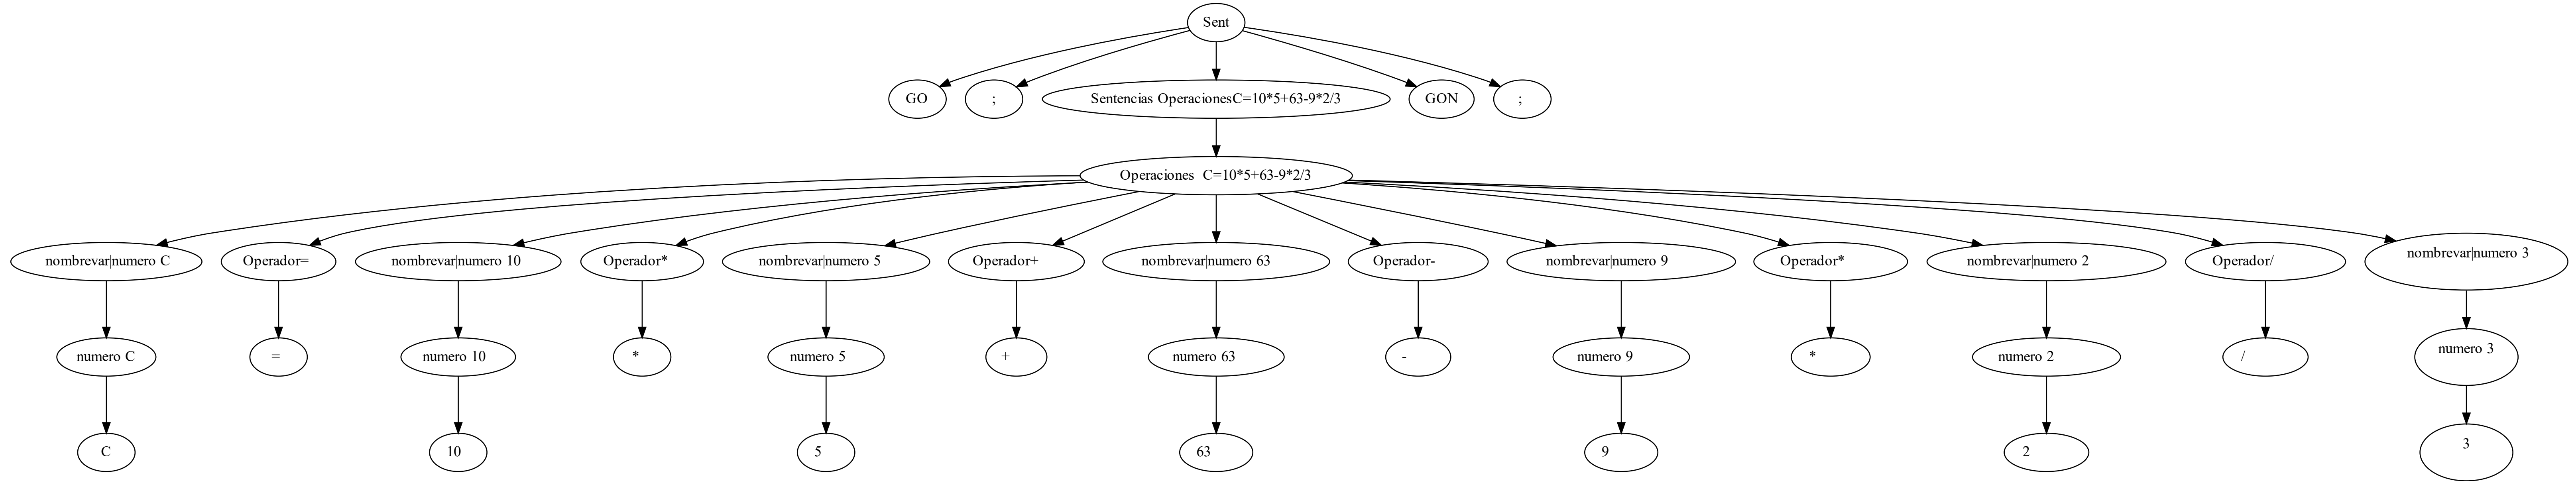 Sent
GO
;
Sentencias OperacionesC=10*5+63-9*2/3
GON
;
Operaciones  C=10*5+63-9*2/3
nombrevar|numero C
Operador=
nombrevar|numero 10
Operador*
nombrevar|numero 5
Operador+
nombrevar|numero 63
Operador-
nombrevar|numero 9
Operador*
nombrevar|numero 2
Operador/
nombrevar|numero 3
numero C
=
numero 10
*
numero 5
+
numero 63
-
numero 9
*
numero 2
/
numero 3
C
10
5
63
9
2
3